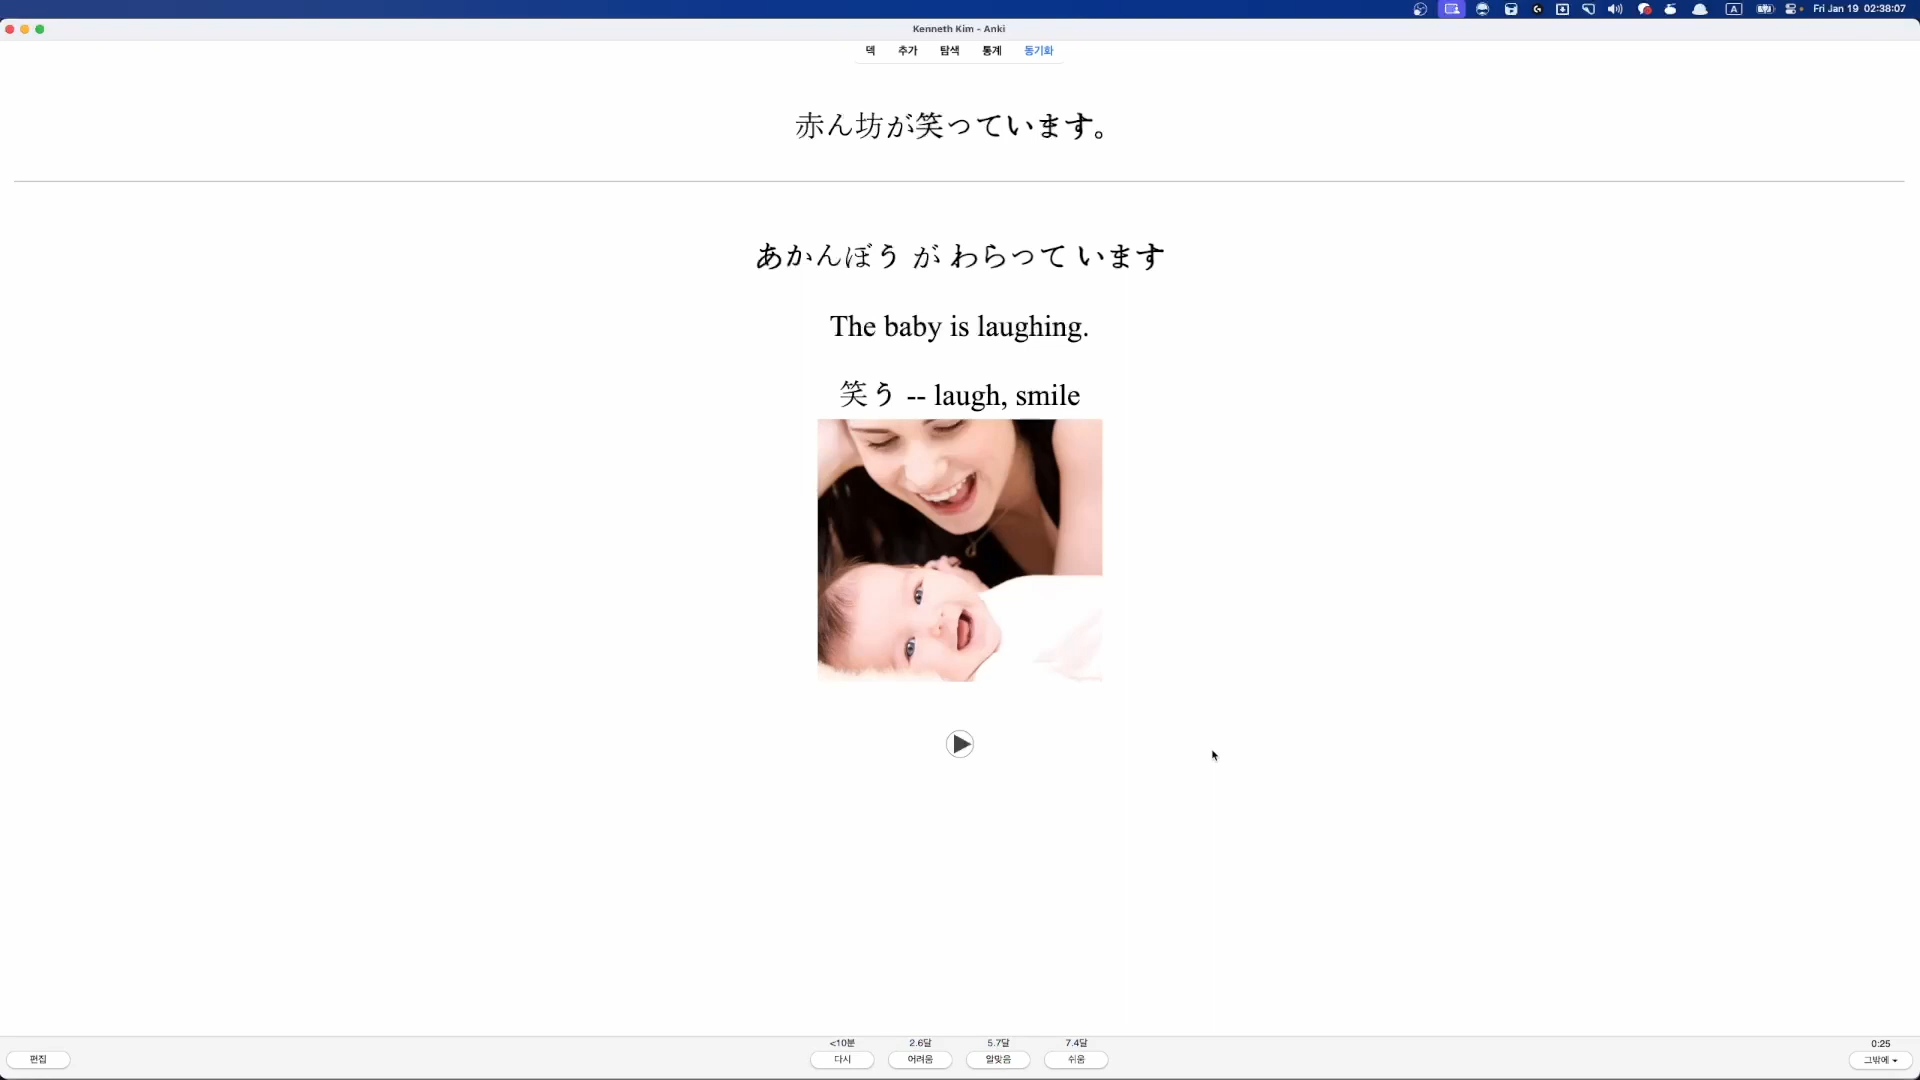 Fri Jan 19 02:38:07
Kenneth Kim - Anki
덱 추가 탐색 통계 동기화
赤ん坊が笑っています。
あかんぼう が わらって います
The baby is laughing.
笑う -- laugh, smile
<10분 2.6달 5.7달 7.4달 0:25
편집 다시 어려움 알맞음 쉬움 그밖에